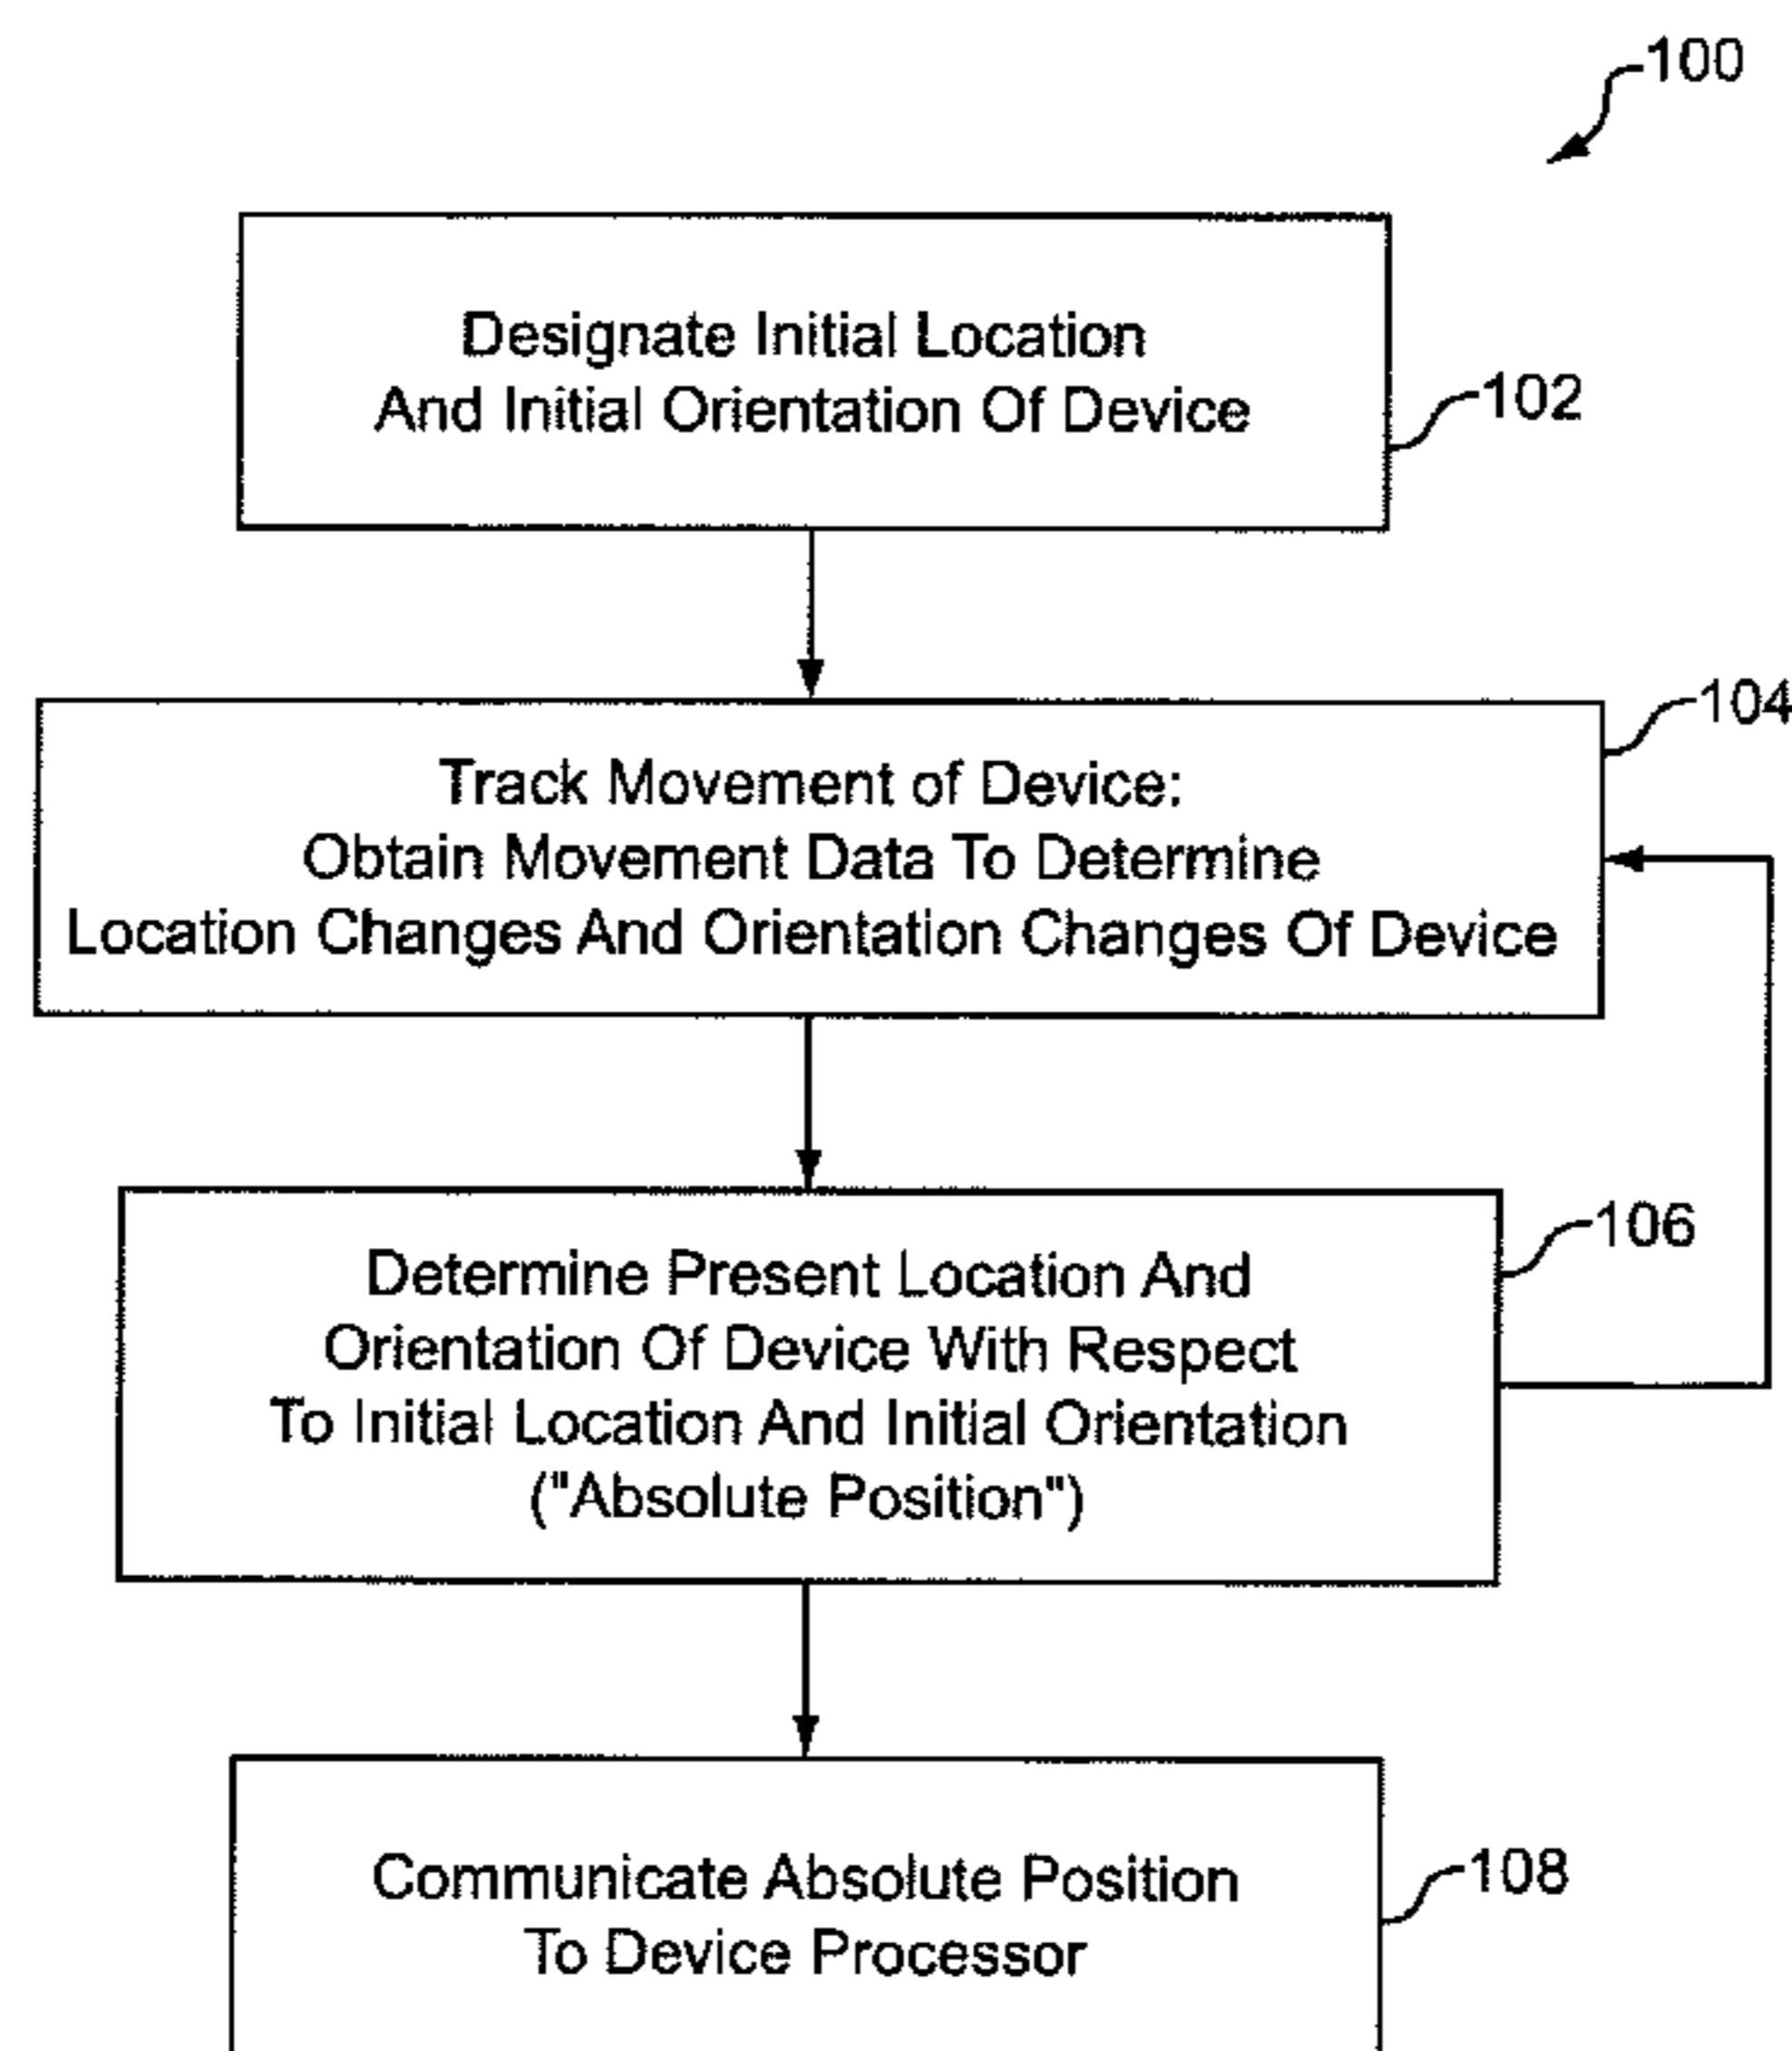 100
Designate Initial Location
And Initial Orientation Of Device
102
104
Track Movement of Device:
Obtain Movement Data To Determine
Location Changes And Orientation Changes Of Device
106
Determine Present Location And
Orientation Of Device With Respect
To Initial Location And Initial Orientation
("Absolute Position")
108
Communicate Absolute Position
To Device Processor